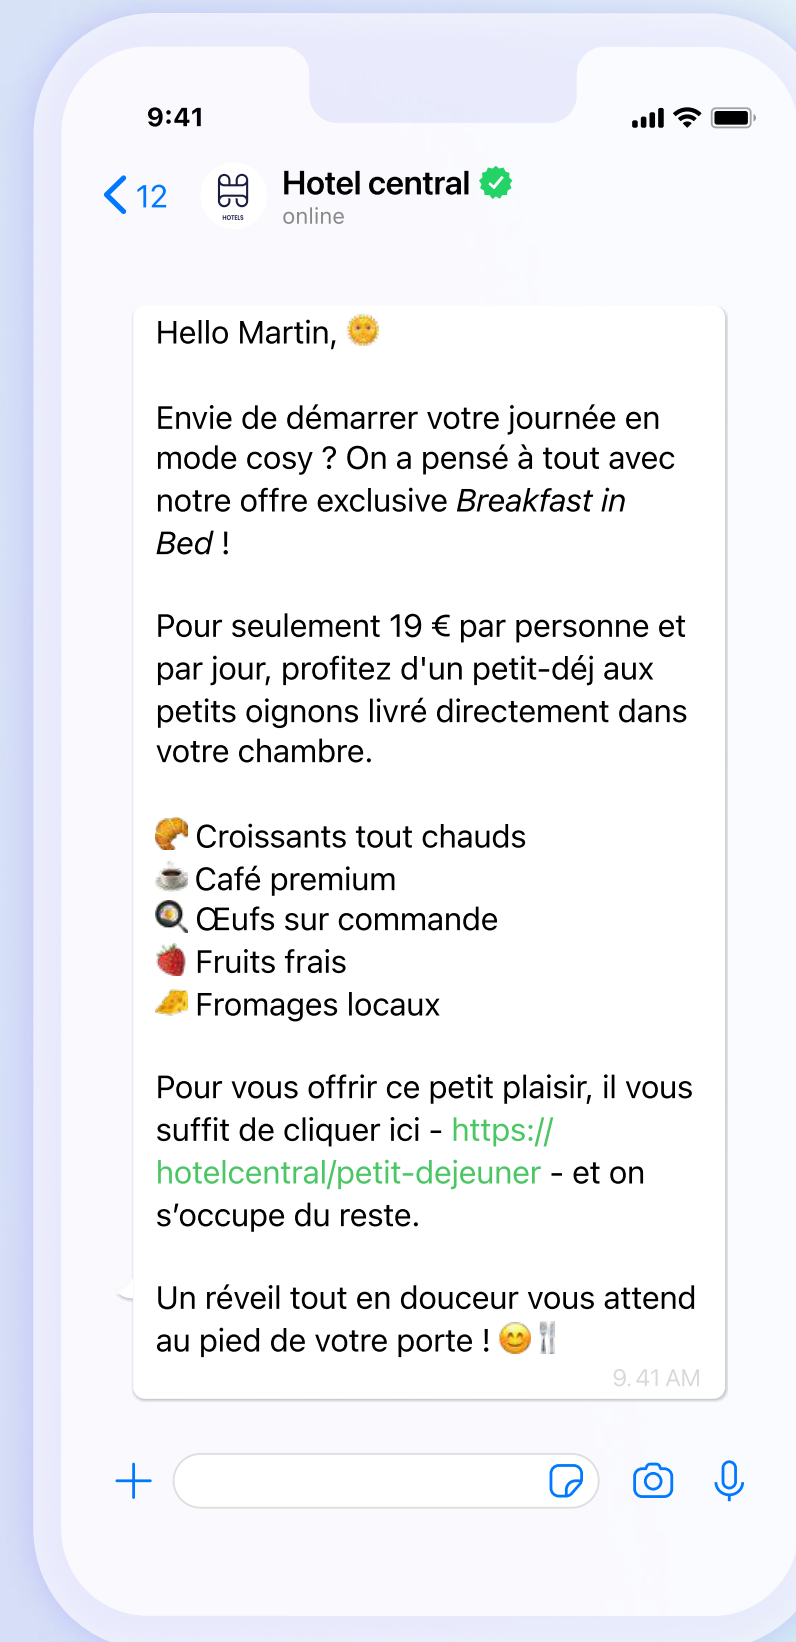 9:41
12
HOTELS
Hotel central
online
Hello Martin, 🌞
Envie de démarrer votre journée en
mode cosy ? On a pensé à tout avec
notre offre exclusive Breakfast in
Bed !
Pour seulement 19 € par personne et
par jour, profitez d'un petit-déj aux
petits oignons livré directement dans
votre chambre.
🥐 Croissants tout chauds
☕ Café premium
🍳 Œufs sur commande
🍓 Fruits frais
🧀 Fromages locaux
Pour vous offrir ce petit plaisir, il vous
suffit de cliquer ici - https://
hotelcentral/petit-dejeuner - et on
s’occupe du reste.
Un réveil tout en douceur vous attend
au pied de votre porte ! 😊🍴
9.41 AM